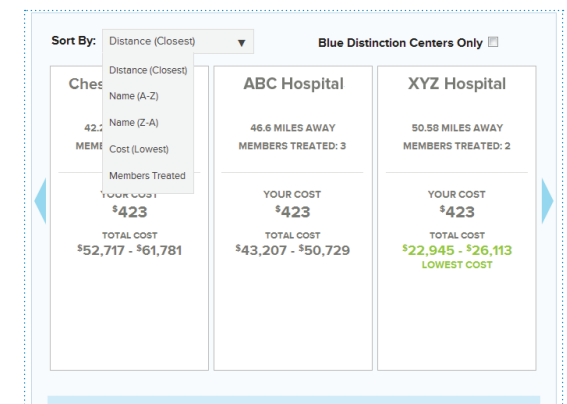 Sort By: Distance (Closest) ▼ Blue Distinction Centers Only
Distance (Closest)
Name (A-Z)
Name (Z-A)
Cost (Lowest)
Members Treated
YOUR COST
$423
TOTAL COST
$52,717 - $61,781
ABC Hospital
46.6 MILES AWAY
MEMBERS TREATED: 3
YOUR COST
$423
TOTAL COST
$43,207 - $50,729
XYZ Hospital
50.58 MILES AWAY
MEMBERS TREATED: 2
YOUR COST
$423
TOTAL COST
$22,945 - $26,113
LOWEST COST